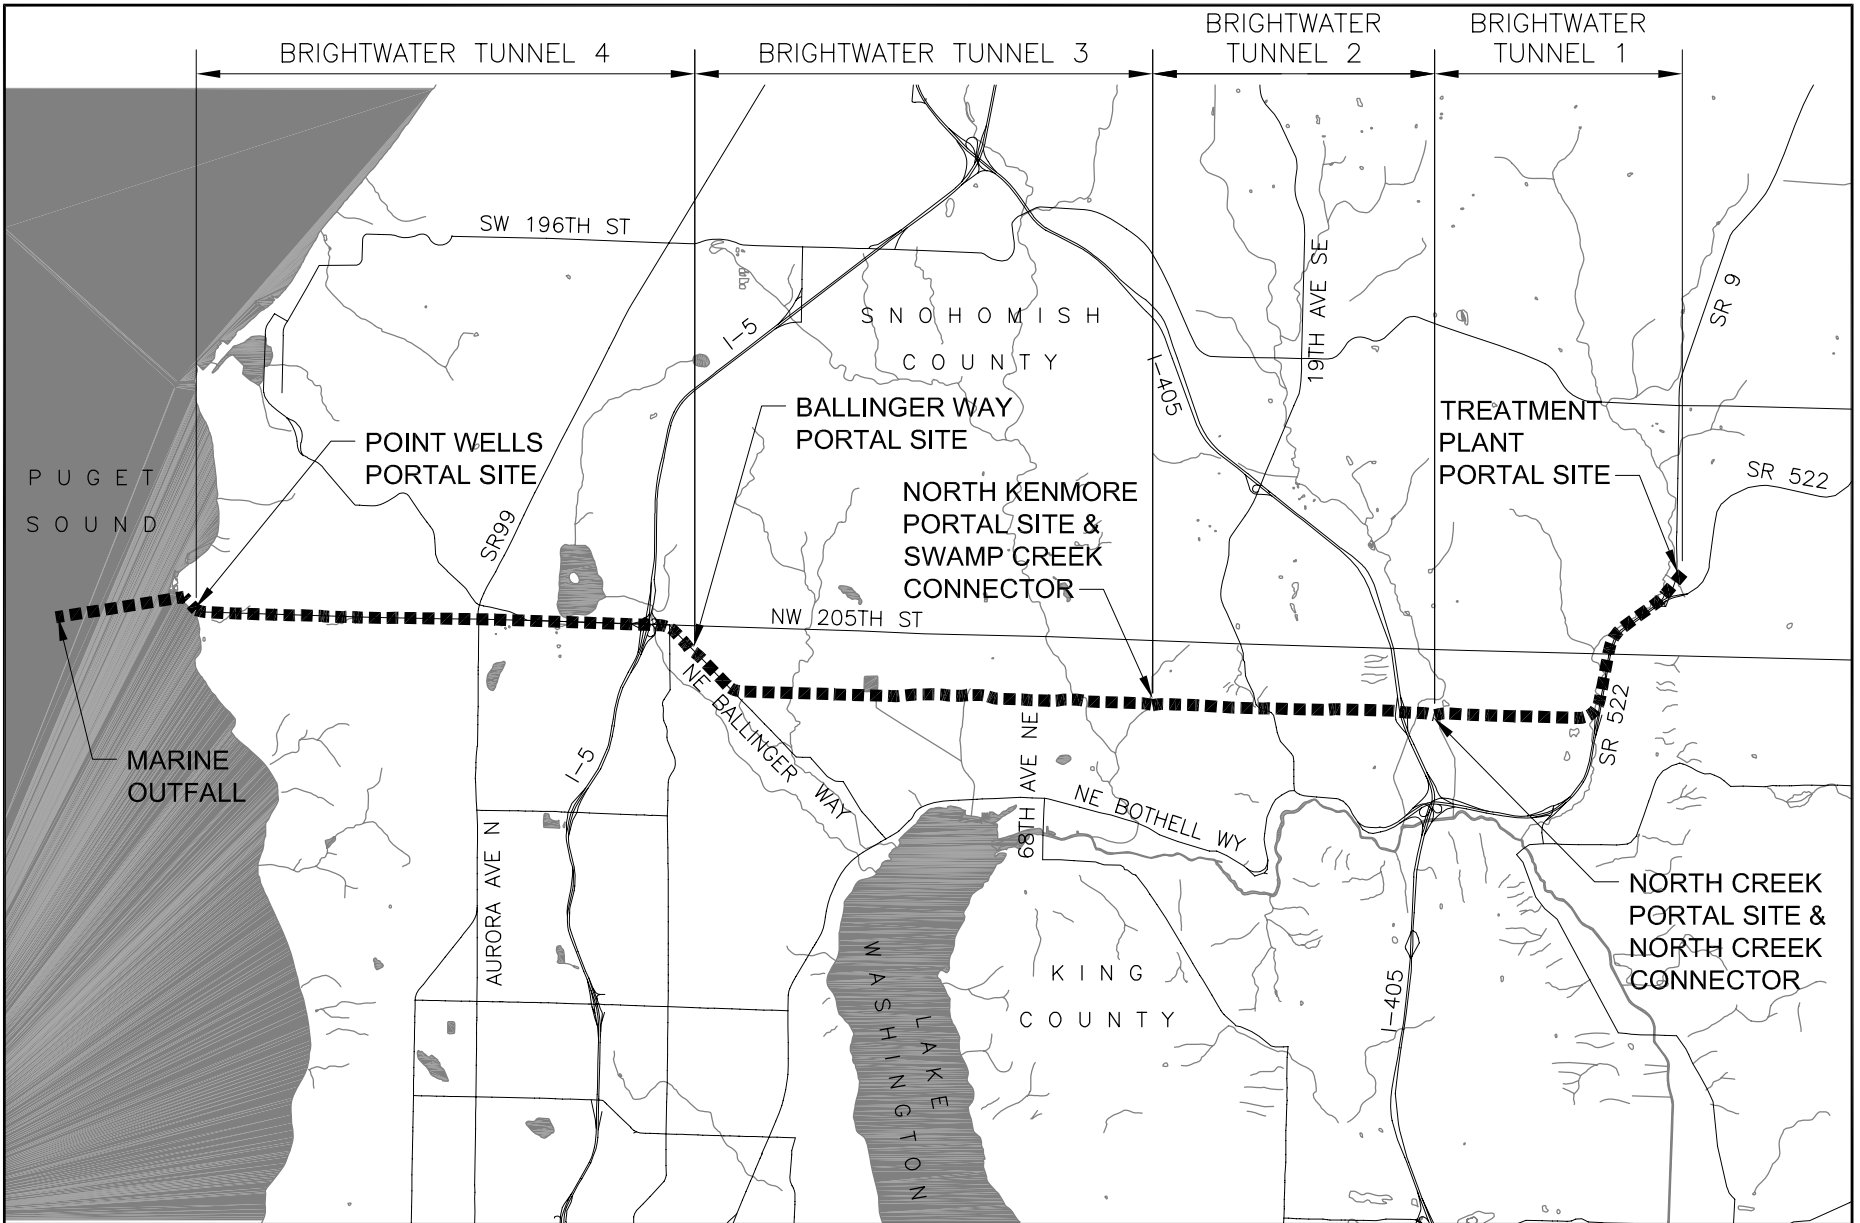 BRIGHTWATER TUNNEL 4
BRIGHTWATER TUNNEL 3
BRIGHTWATER
TUNNEL 2
BRIGHTWATER
TUNNEL 1
SW 196TH ST
I-5
SNOHOMISH
COUNTY
I-405
19TH AVE SE
SR 9
PUGET
SOUND
POINT WELLS
PORTAL SITE
SR99
BALLINGER WAY
PORTAL SITE
NORTH KENMORE
PORTAL SITE &
SWAMP CREEK
CONNECTOR
TREATMENT
PLANT
PORTAL SITE
SR 522
NW 205TH ST
MARINE
OUTFALL
I-5
NE BALLINGER WAY
68TH AVE NE
NE BOTHELL WY
SR 522
AURORA AVE N
LAKE
WASHINGTON
KING
COUNTY
I-405
NORTH CREEK
PORTAL SITE &
NORTH CREEK
CONNECTOR